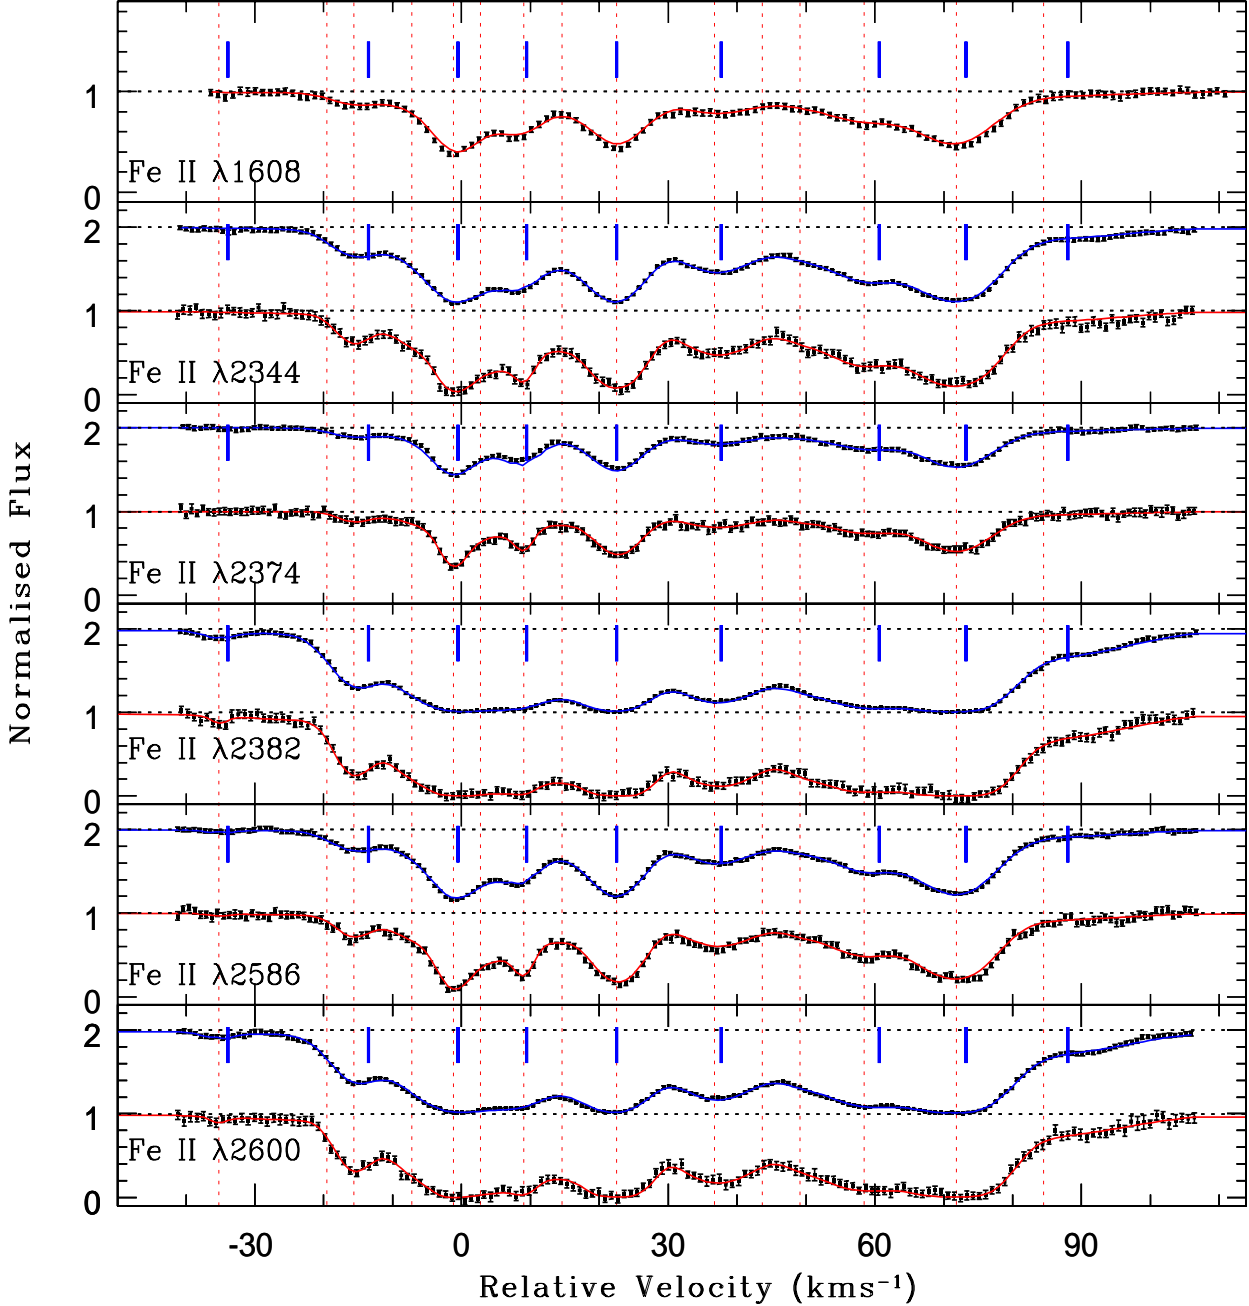 1
Fe II λ1608
0
2
1
Fe II λ2344
0
2
1
Fe II λ2374
0
2
1
Fe II λ2382
0
2
1
Fe II λ2586
0
2
1
Fe II λ2600
0
Normalised Flux
-30 0 30 60 90
Relative Velocity (kms⁻¹)